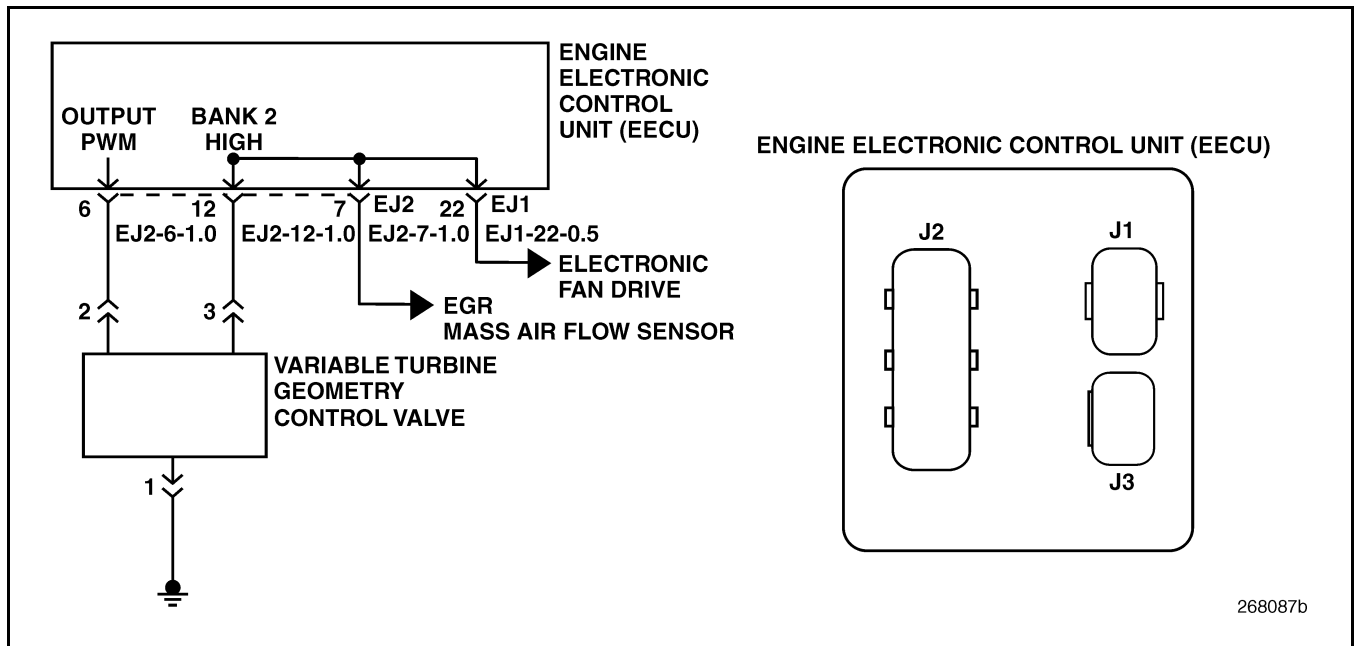 ENGINE
ELECTRONIC
CONTROL
UNIT (EECU)
OUTPUT
PWM
BANK 2
HIGH
6
12
7
EJ2
22
EJ1
EJ2-6-1.0
EJ2-12-1.0
EJ2-7-1.0
EJ1-22-0.5
ELECTRONIC
FAN DRIVE
EGR
MASS AIR FLOW SENSOR
2
3
VARIABLE TURBINE
GEOMETRY
CONTROL VALVE
1
ENGINE ELECTRONIC CONTROL UNIT (EECU)
J2
J1
J3
268087b